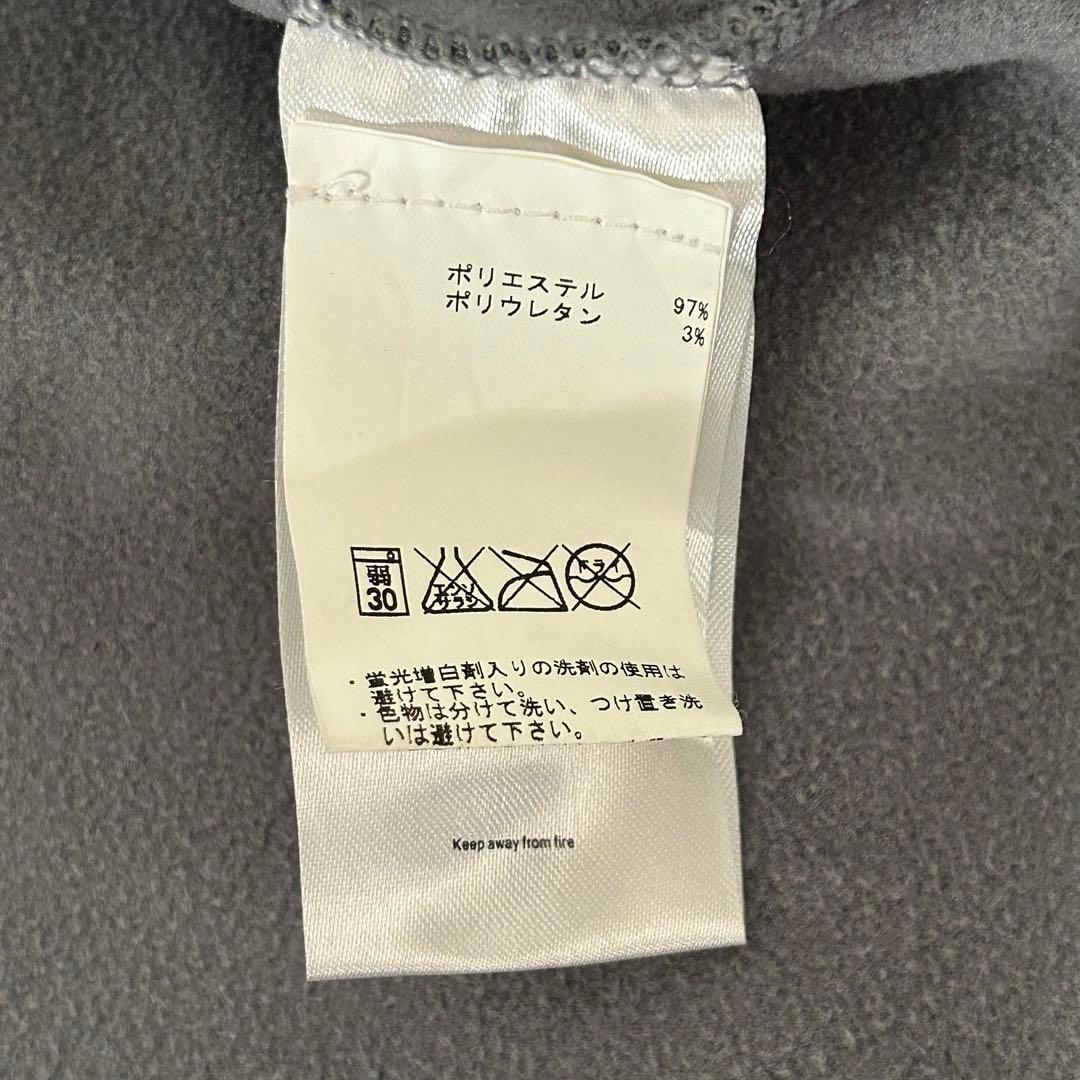 ポリエステル 97%
ポリウレタン 3%
弱
30
エンソ
サラシ
ドライ
・蛍光増白剤入りの洗剤の使用は
避けて下さい。
・色物は分けて洗い、つけ置き洗
いは避けて下さい。
Keep away from fire